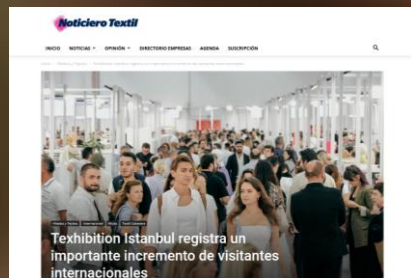 Noticiero Textil
INICIO NOTICIAS OPINIÓN DIRECTORIO EMPRESAS AGENDA SUSCRIPCIÓN
Texhibition Istanbul registra un
importante incremento de visitantes
internacionales